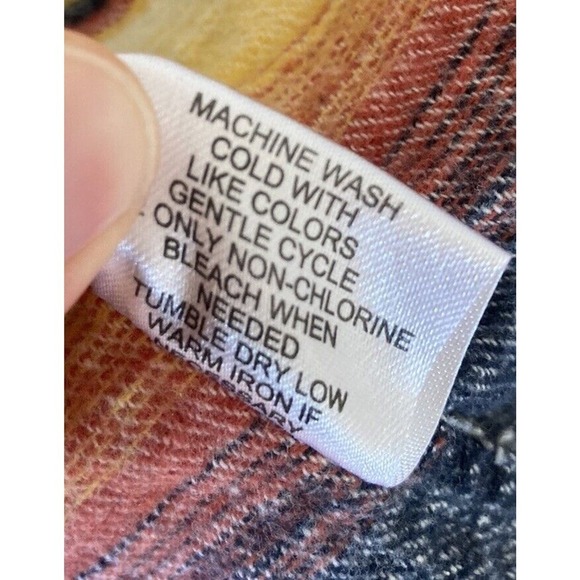 MACHINE WASH
COLD WITH
LIKE COLORS
GENTLE CYCLE
ONLY NON-CHLORINE
BLEACH WHEN
NEEDED
TUMBLE DRY LOW
WARM IRON IF
NECESSARY